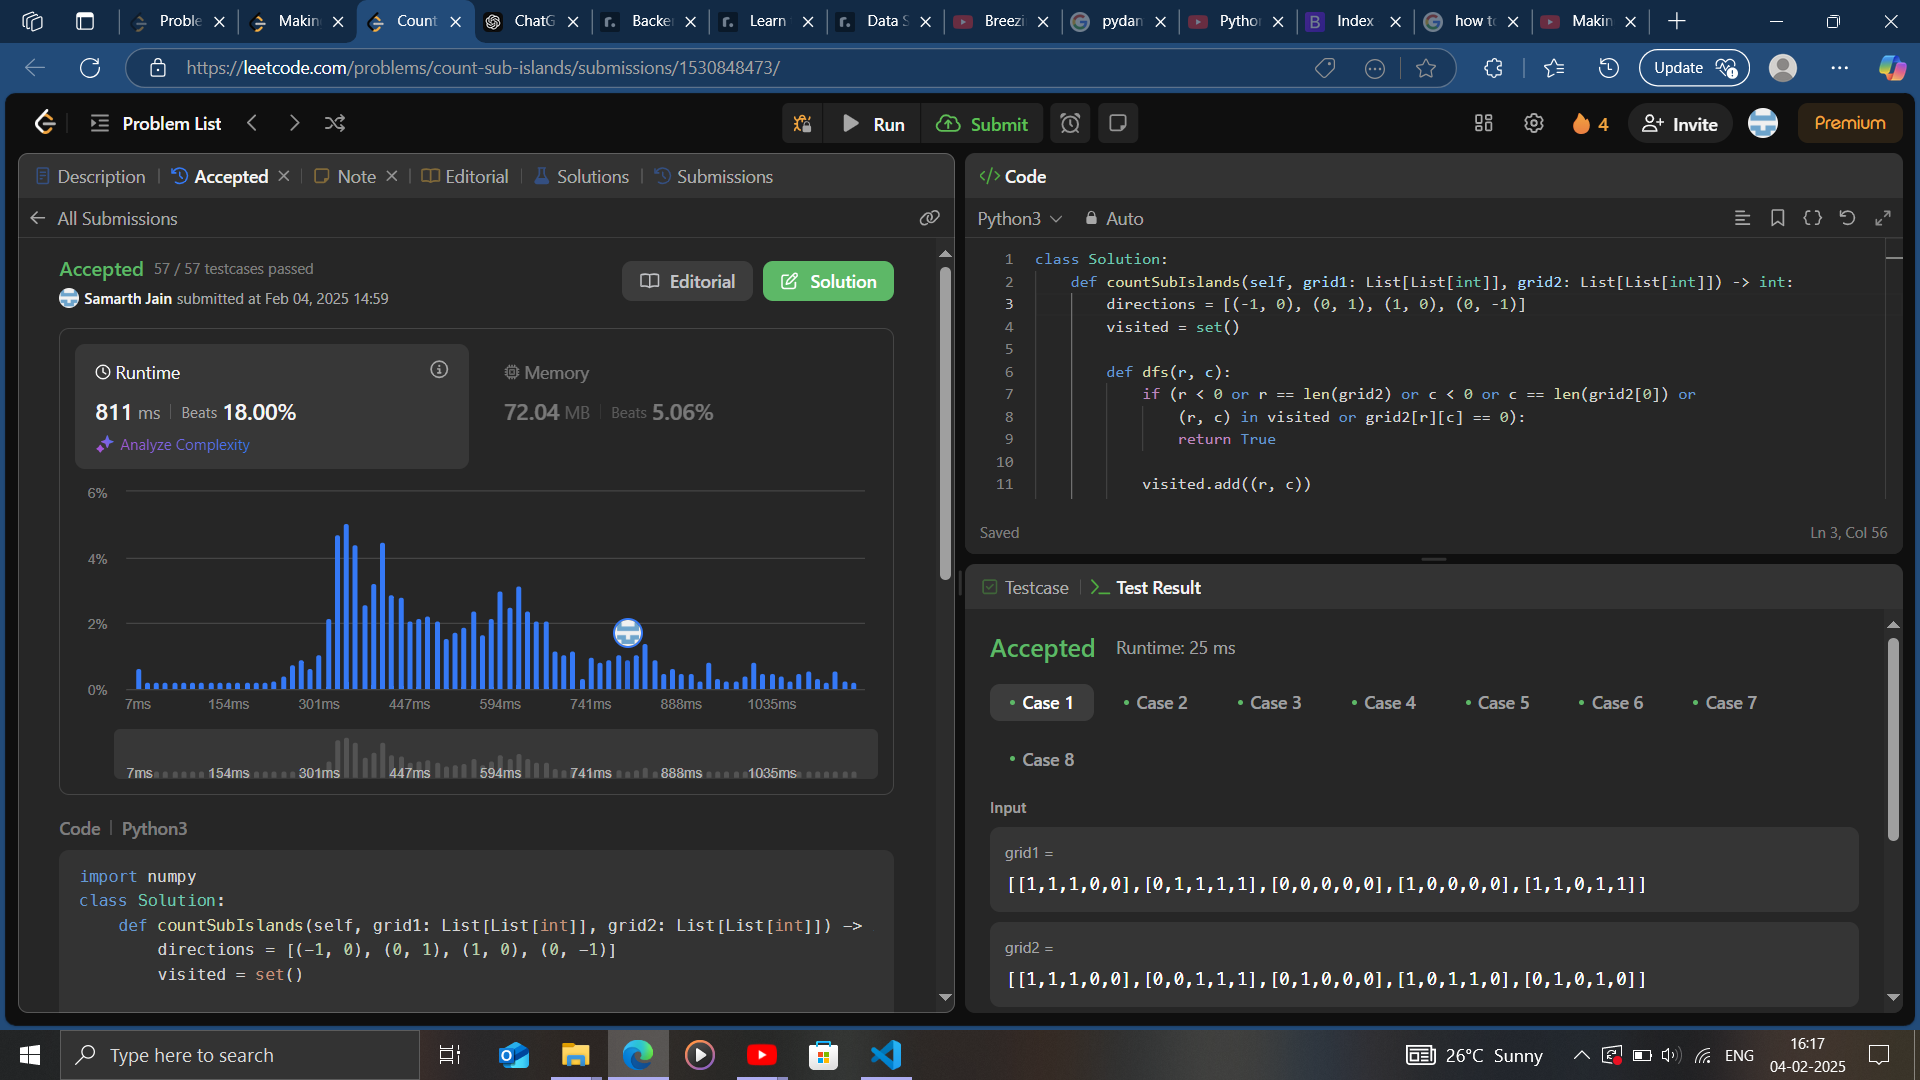 Proble
Makin
Count
ChatG
Backe
Learn
Data S
Breezi
pydan
Pytho
Index
how to
Makin
https://leetcode.com/problems/count-sub-islands/submissions/1530848473/
Update
Problem List
Run
Submit
4
Invite
Premium
Description
Accepted
Note
Editorial
Solutions
Submissions
All Submissions
Accepted 57 / 57 testcases passed
Samarth Jain submitted at Feb 04, 2025 14:59
Editorial
Solution
Runtime
811 ms | Beats 18.00%
Analyze Complexity
Memory
72.04 MB | Beats 5.06%
6%
4%
2%
0%
7ms 154ms 301ms 447ms 594ms 741ms 888ms 1035ms
7ms 154ms 301ms 447ms 594ms 741ms 888ms 1035ms
Code | Python3
import numpy
class Solution:
    def countSubIslands(self, grid1: List[List[int]], grid2: List[List[int]]) ->
        directions = [(-1, 0), (0, 1), (1, 0), (0, -1)]
        visited = set()
</> Code
Python3
Auto
1 class Solution:
2     def countSubIslands(self, grid1: List[List[int]], grid2: List[List[int]]) -> int:
3         directions = [(-1, 0), (0, 1), (1, 0), (0, -1)]
4         visited = set()
5
6         def dfs(r, c):
7             if (r < 0 or r == len(grid2) or c < 0 or c == len(grid2[0]) or
8                 (r, c) in visited or grid2[r][c] == 0):
9                 return True
10
11             visited.add((r, c))
Saved
Ln 3, Col 56
Testcase
Test Result
Accepted Runtime: 25 ms
Case 1
Case 2
Case 3
Case 4
Case 5
Case 6
Case 7
Case 8
Input
grid1 =
[[1,1,1,0,0],[0,1,1,1,1],[0,0,0,0,0],[1,0,0,0,0],[1,1,0,1,1]]
grid2 =
[[1,1,1,0,0],[0,0,1,1,1],[0,1,0,0,0],[1,0,1,1,0],[0,1,0,1,0]]
Type here to search
26°C Sunny
ENG
16:17
04-02-2025